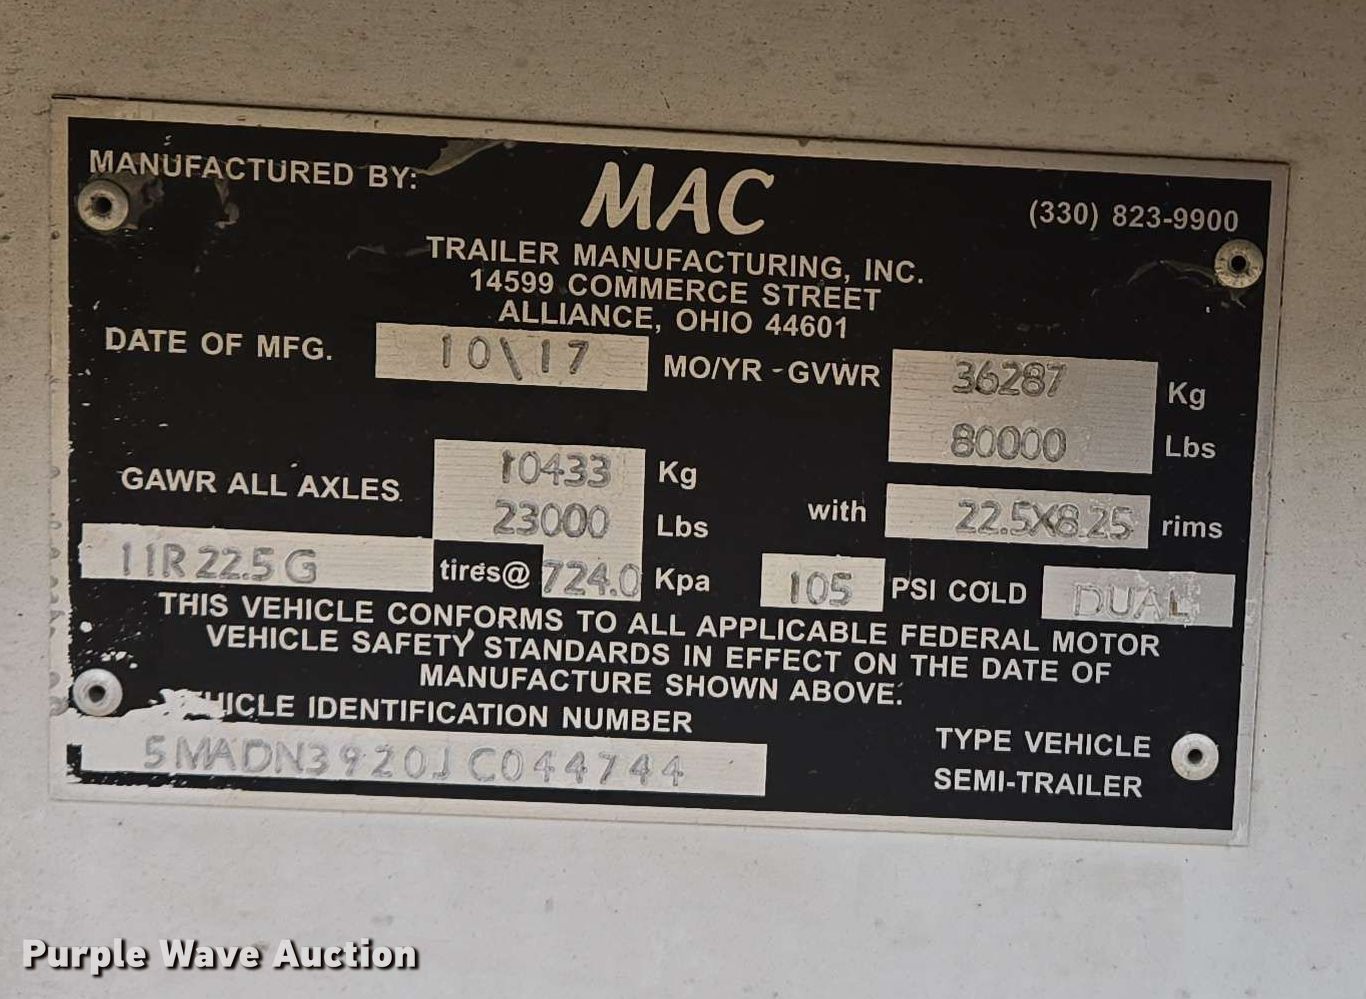 MANUFACTURED BY:
MAC
(330) 823-9900
TRAILER MANUFACTURING, INC.
14599 COMMERCE STREET
ALLIANCE, OHIO 44601
DATE OF MFG. 10\17 MO/YR - GVWR 36287 Kg
80000 Lbs
GAWR ALL AXLES 10433 Kg
23000 Lbs
with 22.5X8.25 rims
11R22.5G tires@ 724.0 Kpa 105 PSI COLD DUAL
THIS VEHICLE CONFORMS TO ALL APPLICABLE FEDERAL MOTOR
VEHICLE SAFETY STANDARDS IN EFFECT ON THE DATE OF
MANUFACTURE SHOWN ABOVE.
VEHICLE IDENTIFICATION NUMBER
5MADN3920JC044744
TYPE VEHICLE
SEMI-TRAILER
Purple Wave Auction